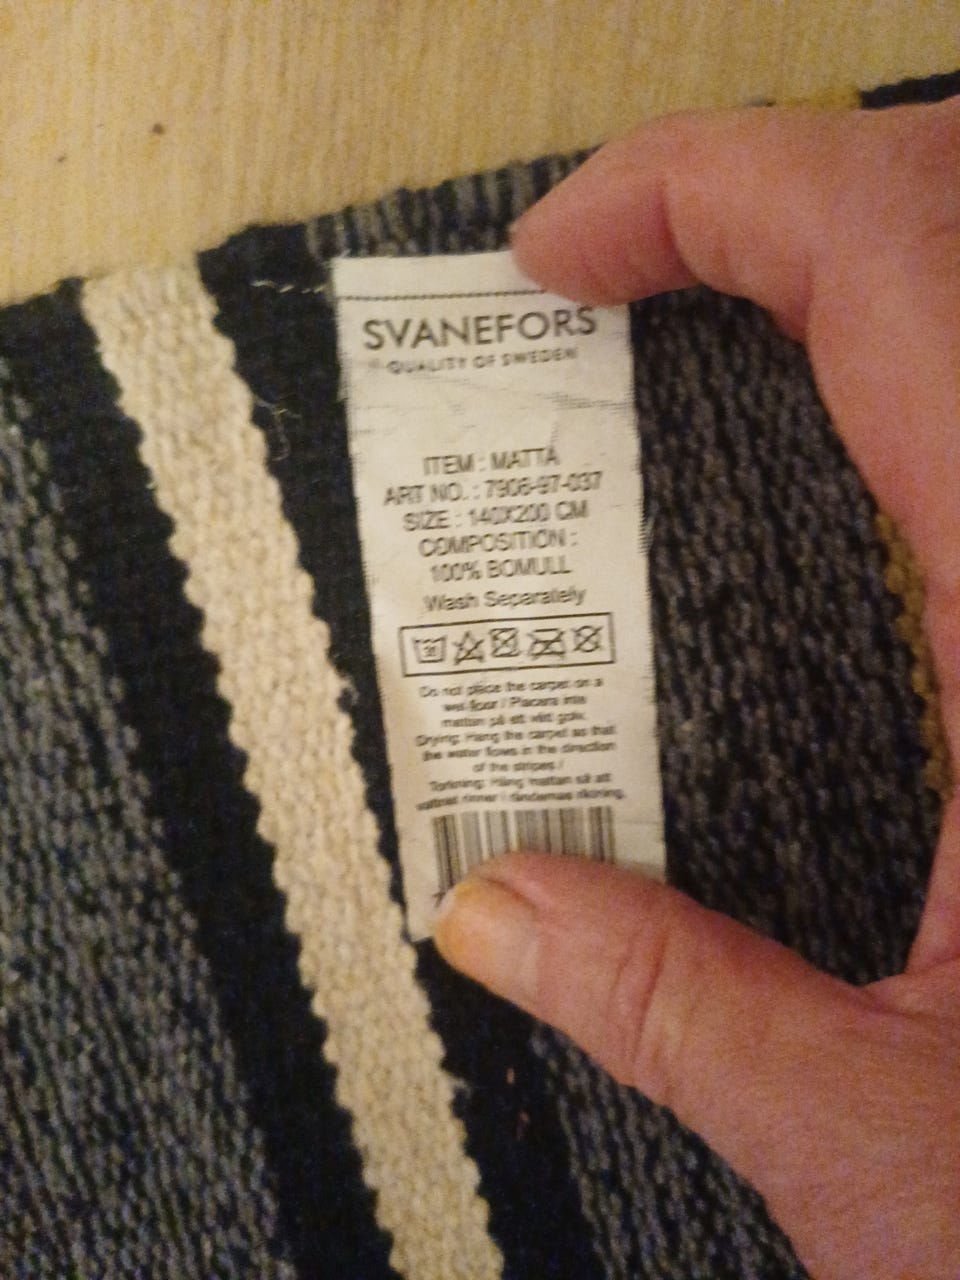 SVANEFORS
QUALITY OF SWEDEN
ITEM : MATTA
ART NO. : 7908-97-037
SIZE : 140X200 CM
COMPOSITION :
100% BOMULL
Wash Separately
30
Do not place the carpet on a
wet floor / Placera inte
mattan på ett vått golv.
Drying: Hang the carpet so that
the water flows in the direction
of the stripes /
Torkning: Häng mattan så att
vattnet rinner i rändernas riktning.
7